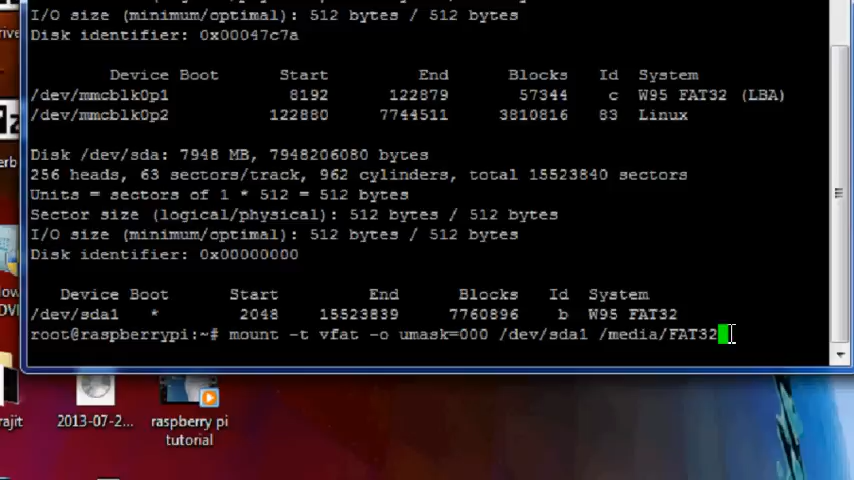 I/O size (minimum/optimal): 512 bytes / 512 bytes
Disk identifier: 0x00047c7a
Device Boot Start End Blocks Id System
/dev/mmcblk0p1 8192 122879 57344 c W95 FAT32 (LBA)
/dev/mmcblk0p2 122880 7744511 3810816 83 Linux
Disk /dev/sda: 7948 MB, 7948206080 bytes
256 heads, 63 sectors/track, 962 cylinders, total 15523840 sectors
Units = sectors of 1 * 512 = 512 bytes
Sector size (logical/physical): 512 bytes / 512 bytes
I/O size (minimum/optimal): 512 bytes / 512 bytes
Disk identifier: 0x00000000
Device Boot Start End Blocks Id System
/dev/sda1 * 2048 15523839 7760896 b W95 FAT32
root@raspberrypi:~# mount -t vfat -o umask=000 /dev/sda1 /media/FAT32
2013-07-2...
raspberry pi
tutorial